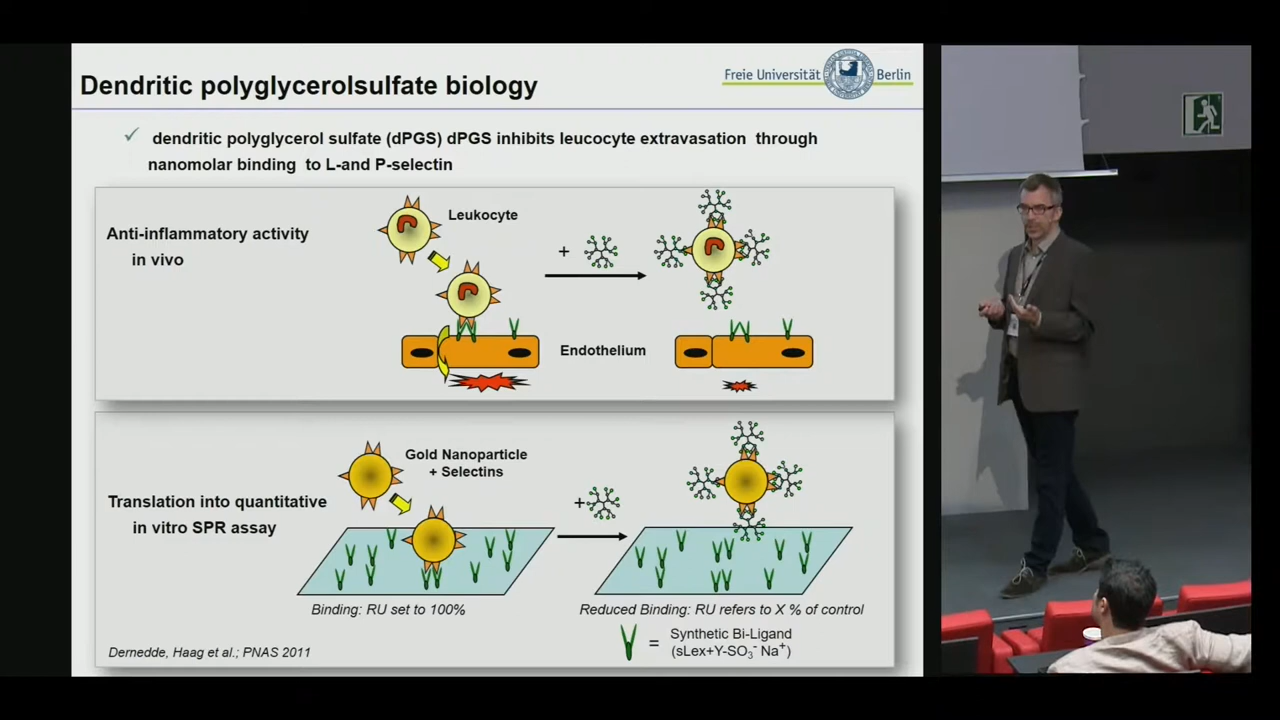 Dendritic polyglycerolsulfate biology
Freie Universität Berlin
✓ dendritic polyglycerol sulfate (dPGS) dPGS inhibits leucocyte extravasation through
nanomolar binding to L-and P-selectin
Anti-inflammatory activity
in vivo
Leukocyte
+
Endothelium
Translation into quantitative
in vitro SPR assay
Gold Nanoparticle
+ Selectins
+
Binding: RU set to 100%
Reduced Binding: RU refers to X % of control
= Synthetic Bi-Ligand
(sLex+Y-SO₃⁻ Na⁺)
Dernedde, Haag et al.; PNAS 2011